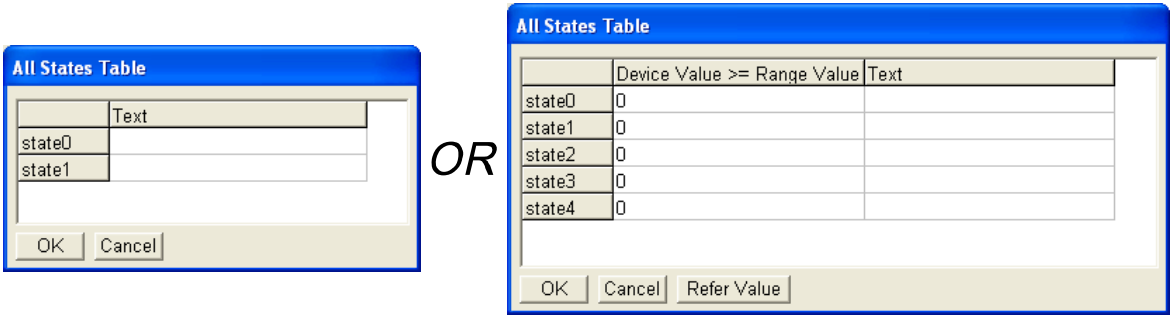 All States Table
Text
state0
state1
OK Cancel
OR
All States Table
Device Value >= Range Value Text
state0 0
state1 0
state2 0
state3 0
state4 0
OK Cancel Refer Value